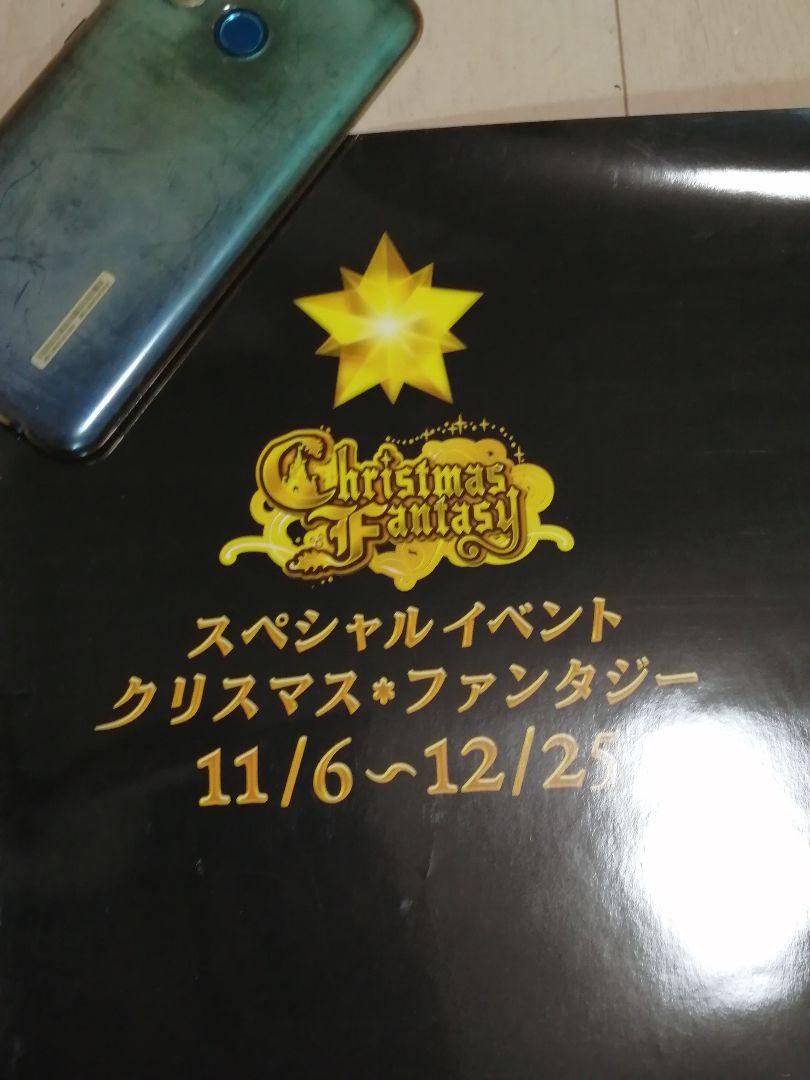 Christmas
Fantasy
スペシャルイベント
クリスマス*ファンタジー
11/6~12/25